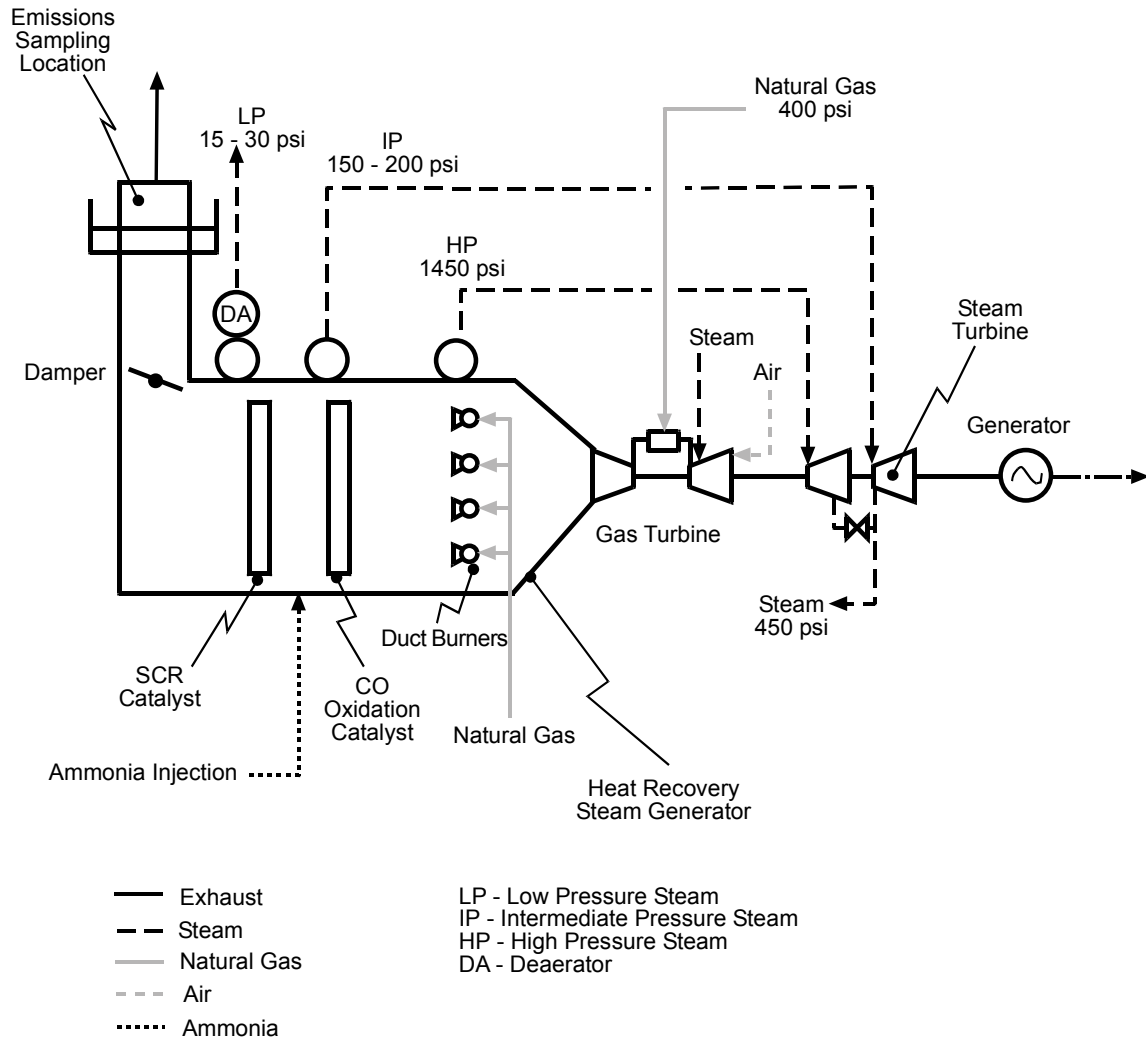 Emissions
Sampling
Location
LP
15 - 30 psi
IP
150 - 200 psi
Natural Gas
400 psi
HP
1450 psi
DA
Steam
Turbine
Steam
Air
Damper
Generator
Gas Turbine
Steam
450 psi
Duct Burners
SCR
Catalyst
CO
Oxidation
Catalyst
Natural Gas
Ammonia Injection
Heat Recovery
Steam Generator
Exhaust
Steam
Natural Gas
Air
Ammonia
LP - Low Pressure Steam
IP - Intermediate Pressure Steam
HP - High Pressure Steam
DA - Deaerator